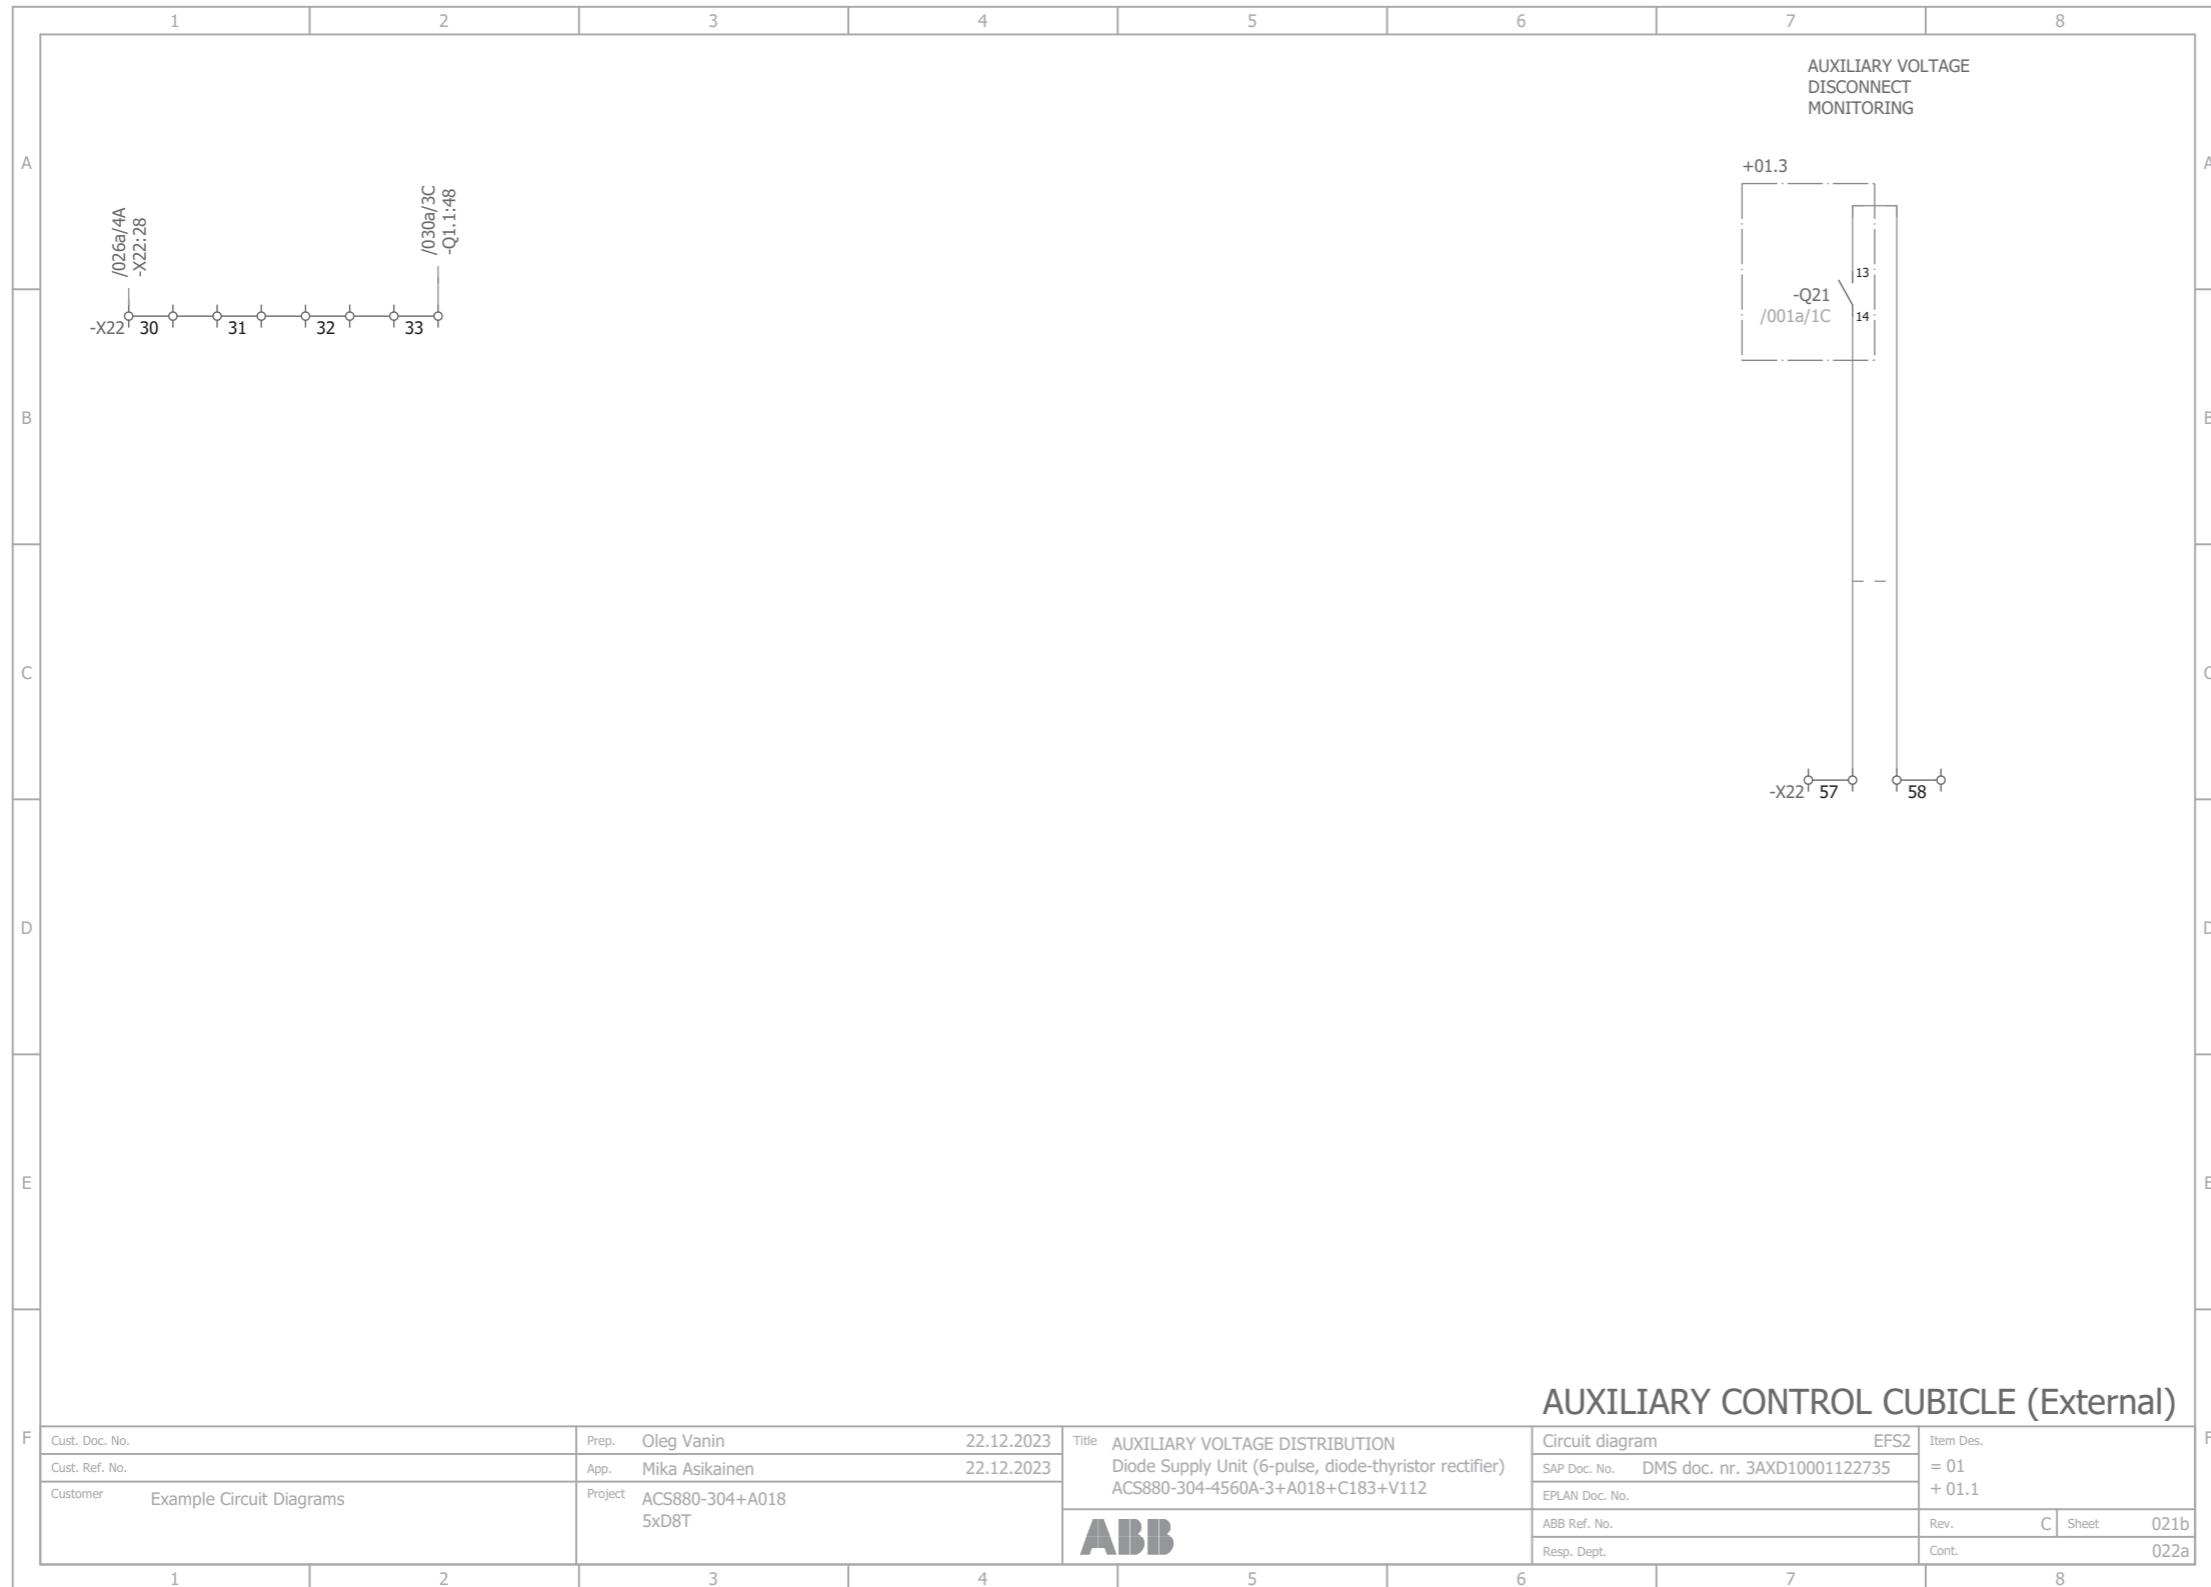 1 2 3 4 5 6 7 8
AUXILIARY VOLTAGE
DISCONNECT
MONITORING
A A
+01.3
/026a/4A
-X22:28
/030a/3C
-Q1.1:48
13
-Q21
/001a/1C 14
-X22 30 31 32 33
B B
C C
-X22 57 58
D D
E E
AUXILIARY CONTROL CUBICLE (External)
F F
Cust. Doc. No.
Cust. Ref. No.
Customer Example Circuit Diagrams
Prep. Oleg Vanin 22.12.2023
App. Mika Asikainen 22.12.2023
Project ACS880-304+A018
5xD8T
Title AUXILIARY VOLTAGE DISTRIBUTION
Diode Supply Unit (6-pulse, diode-thyristor rectifier)
ACS880-304-4560A-3+A018+C183+V112
ABB
Circuit diagram EFS2
SAP Doc. No. DMS doc. nr. 3AXD10001122735
EPLAN Doc. No.
ABB Ref. No.
Resp. Dept.
Item Des.
= 01
+ 01.1
Rev. C Sheet 021b
Cont. 022a
1 2 3 4 5 6 7 8